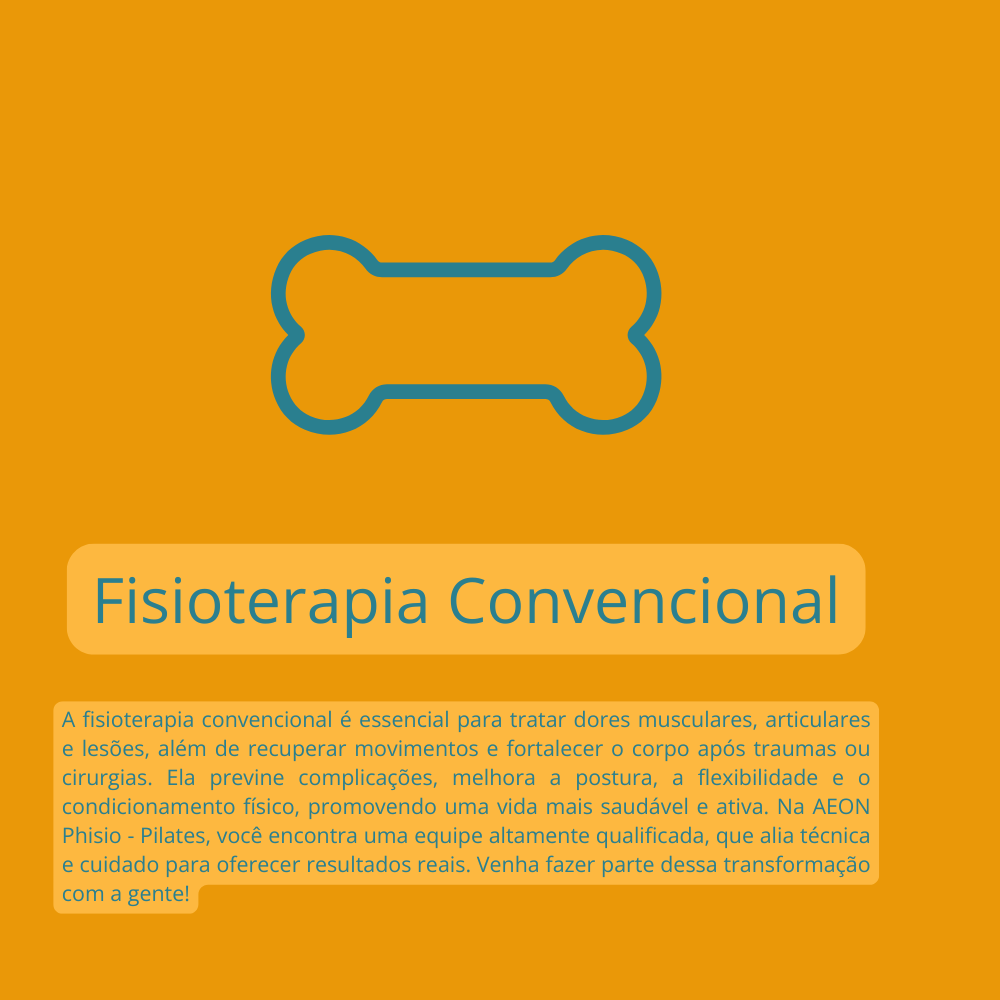 Fisioterapia Convencional
A fisioterapia convencional é essencial para tratar dores musculares, articulares
e lesões, além de recuperar movimentos e fortalecer o corpo após traumas ou
cirurgias. Ela previne complicações, melhora a postura, a flexibilidade e o
condicionamento físico, promovendo uma vida mais saudável e ativa. Na AEON
Phisio - Pilates, você encontra uma equipe altamente qualificada, que alia técnica
e cuidado para oferecer resultados reais. Venha fazer parte dessa transformação
com a gente!